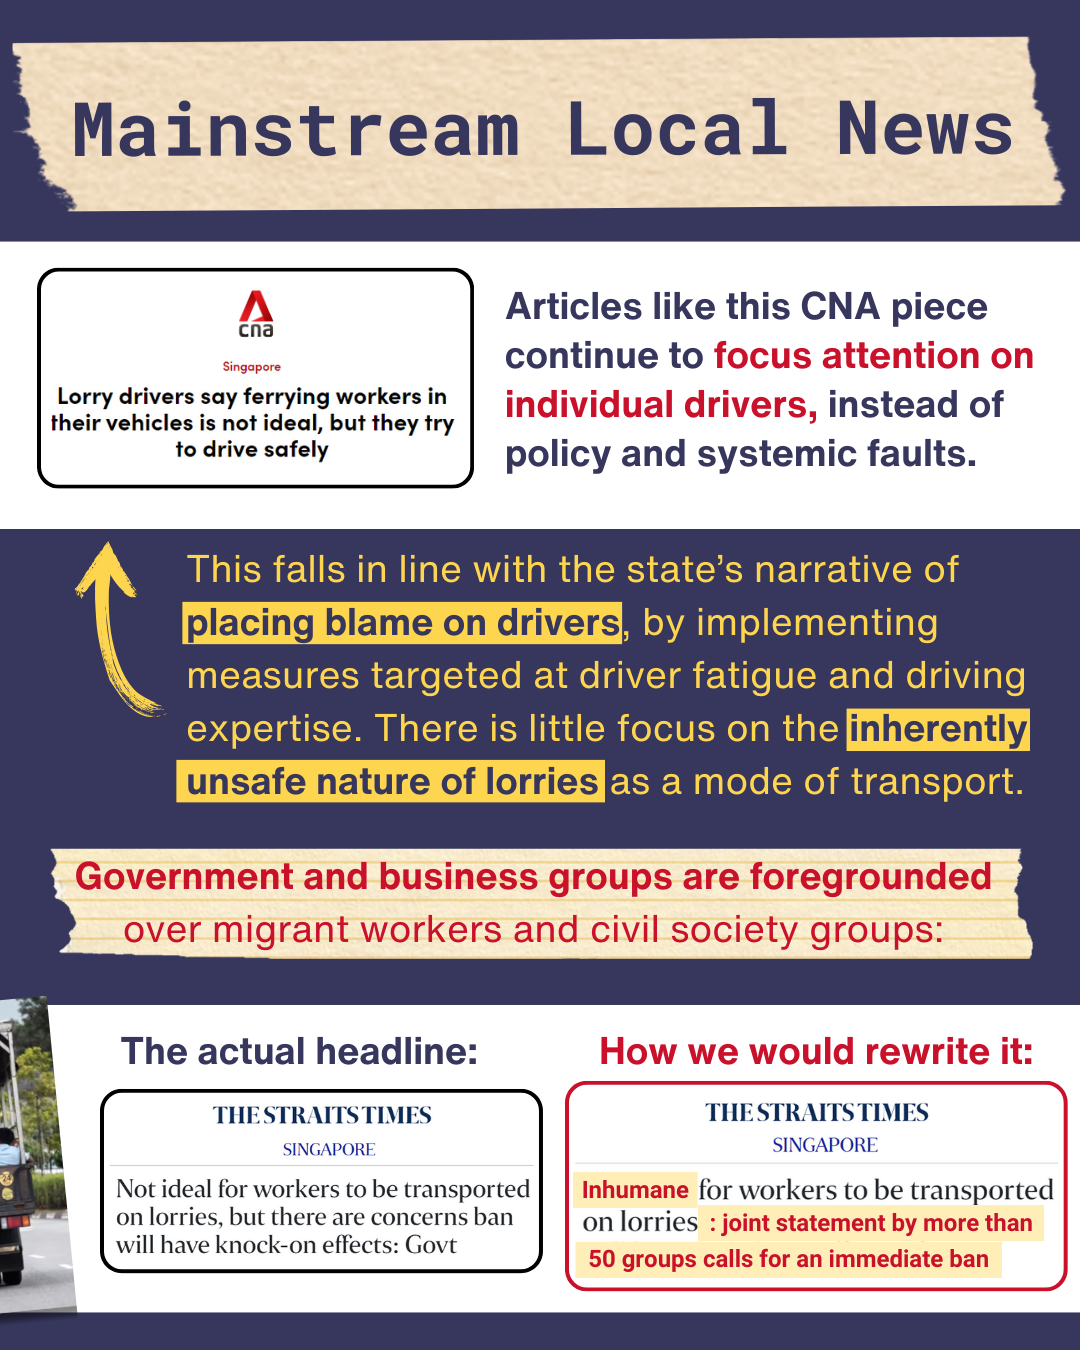 Mainstream Local News
cna
Singapore
Lorry drivers say ferrying workers in
their vehicles is not ideal, but they try
to drive safely
Articles like this CNA piece
continue to focus attention on
individual drivers, instead of
policy and systemic faults.
This falls in line with the state's narrative of
placing blame on drivers, by implementing
measures targeted at driver fatigue and driving
expertise. There is little focus on the inherently
unsafe nature of lorries as a mode of transport.
Government and business groups are foregrounded
over migrant workers and civil society groups:
The actual headline:
THE STRAITS TIMES
SINGAPORE
Not ideal for workers to be transported
on lorries, but there are concerns ban
will have knock-on effects: Govt
How we would rewrite it:
THE STRAITS TIMES
SINGAPORE
Inhumane for workers to be transported
on lorries : joint statement by more than
50 groups calls for an immediate ban